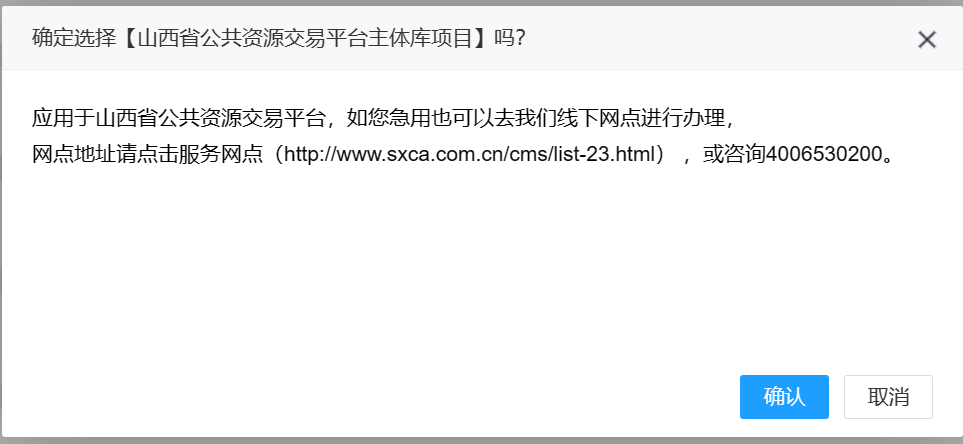 确定选择【山西省公共资源交易平台主体库项目】吗?
应用于山西省公共资源交易平台，如您急用也可以去我们线下网点进行办理，
网点地址请点击服务网点（http://www.sxca.com.cn/cms/list-23.html），或咨询4006530200。
确认
取消